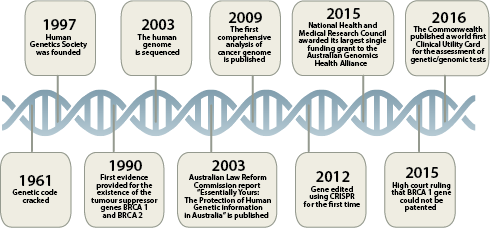 1997
Human
Genetics Society
was founded
2003
The human
genome
is sequenced
2009
The first
comprehensive
analysis of
cancer genome
is published
2015
National Health and
Medical Research Council
awarded its largest single
funding grant to the
Australian Genomics
Health Alliance
2016
The Commonwealth
published a world first
Clinical Utility Card
for the assessment of
genetic/genomic tests
1961
Genetic code
cracked
1990
First evidence
provided for the
existence of the
tumour suppressor
genes BRCA 1
and BRCA 2
2003
Australian Law Reform
Commission report
"Essentially Yours:
The Protection of Human
Genetic Information
in Australia" is published
2012
Gene edited
using CRISPR
for the first time
2015
High court ruling
that BRCA 1 gene
could not be
patented